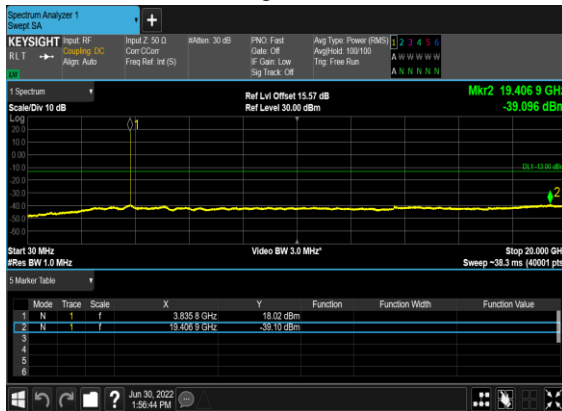 Spectrum Analyzer 1
Swept SA
KEYSIGHT Input: RF Input Z: 50 Ω #Atten: 30 dB PNO: Fast Avg Type: Power (RMS) 1 2 3 4 5 6
RLT Coupling: DC Corr CCorr Gate: Off Avg|Hold: 100/100 A W W W W W
Align: Auto Freq Ref: Int (S) IF Gain: Low Trig: Free Run
Sig Track: Off A N N N N N
1 Spectrum Ref Lvl Offset 15.57 dB Mkr2 19.406 9 GHz
Scale/Div 10 dB Ref Level 30.00 dBm -39.096 dBm
Log
20.0
1
10.0
0.00
-10.0
DL1 -13.00 dBm
-20.0
-30.0
2
-40.0
-50.0
-60.0
Start 30 MHz Video BW 3.0 MHz* Stop 20.000 GHz
#Res BW 1.0 MHz Sweep ~38.3 ms (40001 pts)
5 Marker Table
Mode Trace Scale X Y Function Function Width Function Value
1 N 1 f 3.835 8 GHz 18.02 dBm
2 N 1 f 19.406 9 GHz -39.10 dBm
3
4
5
6
? Jun 30, 2022
1:56:44 PM